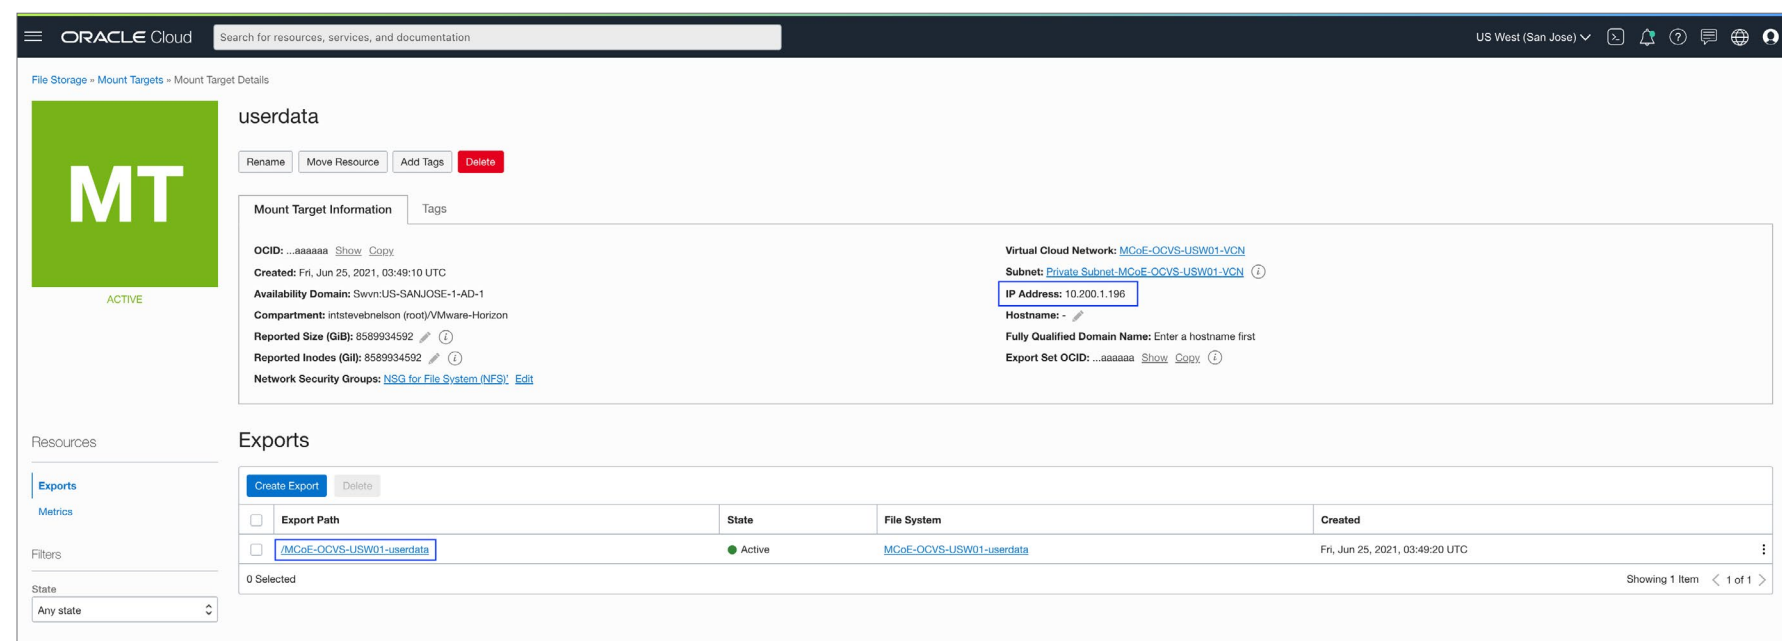 ORACLE Cloud
Search for resources, services, and documentation
US West (San Jose)
File Storage » Mount Targets » Mount Target Details
MT
ACTIVE
userdata
Rename
Move Resource
Add Tags
Delete
Mount Target Information
Tags
OCID: ...aaaaaa Show Copy
Created: Fri, Jun 25, 2021, 03:49:10 UTC
Availability Domain: Swvn:US-SANJOSE-1-AD-1
Compartment: intstevebnelson (root)/VMware-Horizon
Reported Size (GiB): 8589934592
Reported Inodes (GiI): 8589934592
Network Security Groups: NSG for File System (NFS)' Edit
Virtual Cloud Network: MCoE-OCVS-USW01-VCN
Subnet: Private Subnet-MCoE-OCVS-USW01-VCN
IP Address: 10.200.1.196
Hostname: -
Fully Qualified Domain Name: Enter a hostname first
Export Set OCID: ...aaaaaa Show Copy
Resources
Exports
Metrics
Filters
State
Any state
Exports
Create Export
Delete
Export Path State File System Created
/MCoE-OCVS-USW01-userdata Active MCoE-OCVS-USW01-userdata Fri, Jun 25, 2021, 03:49:20 UTC
0 Selected
Showing 1 Item < 1 of 1 >